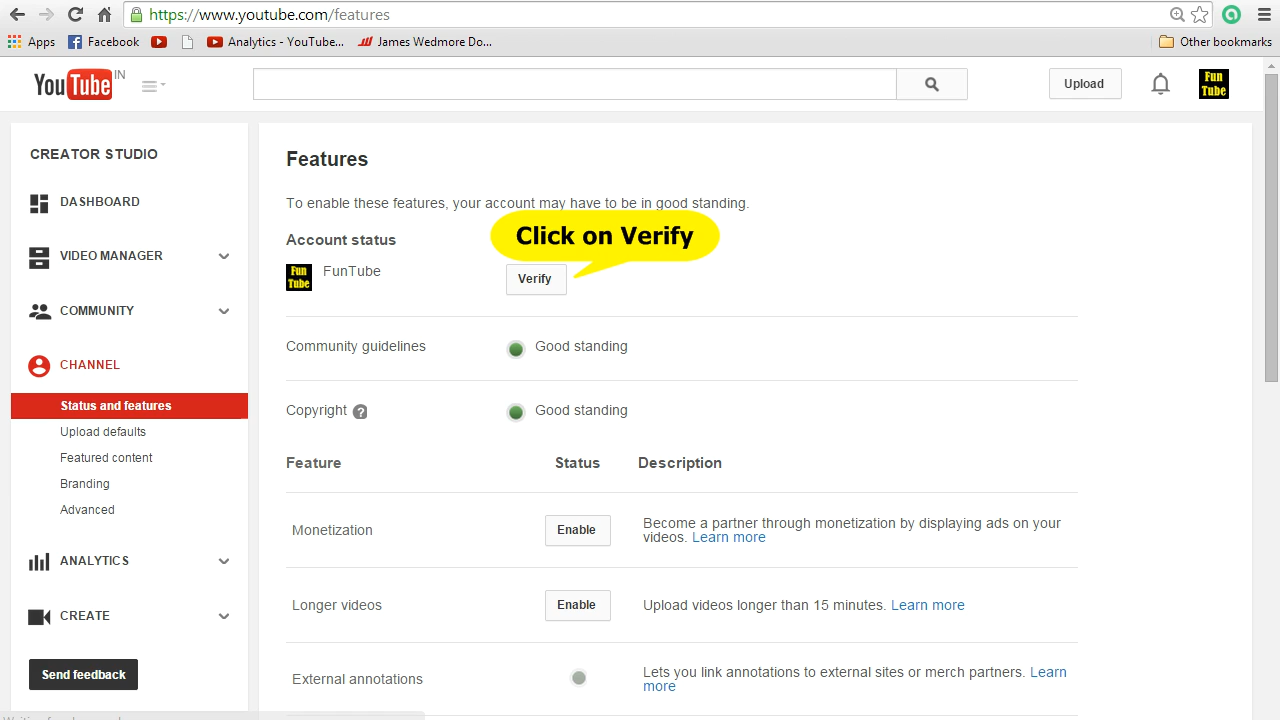 https://www.youtube.com/features
Apps Facebook Analytics - YouTube... James Wedmore Do... Other bookmarks
YouTube IN
Upload
Fun Tube
CREATOR STUDIO
DASHBOARD
VIDEO MANAGER
COMMUNITY
CHANNEL
Status and features
Upload defaults
Featured content
Branding
Advanced
ANALYTICS
CREATE
Send feedback
Features
To enable these features, your account may have to be in good standing.
Click on Verify
Account status
Fun Tube
FunTube
Verify
Community guidelines Good standing
Copyright ? Good standing
Feature Status Description
Monetization Enable Become a partner through monetization by displaying ads on your
videos. Learn more
Longer videos Enable Upload videos longer than 15 minutes. Learn more
External annotations Lets you link annotations to external sites or merch partners. Learn
more